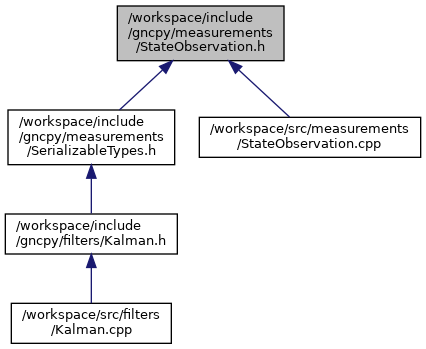 /workspace/include
/gncpy/measurements
/StateObservation.h
/workspace/include
/gncpy/measurements
/SerializableTypes.h
/workspace/src/measurements
/StateObservation.cpp
/workspace/include
/gncpy/filters/Kalman.h
/workspace/src/filters
/Kalman.cpp